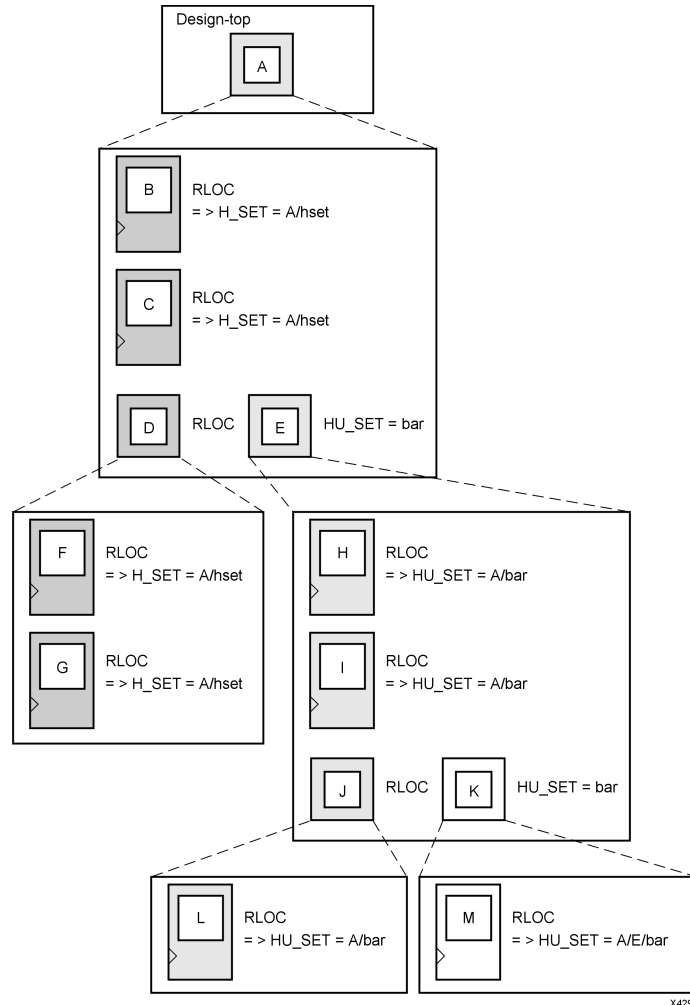 Design-top
A
B
RLOC
= > H_SET = A/hset
C
RLOC
= > H_SET = A/hset
D
RLOC
E
HU_SET = bar
F
RLOC
= > H_SET = A/hset
H
RLOC
= > HU_SET = A/bar
G
RLOC
= > H_SET = A/hset
I
RLOC
= > HU_SET = A/bar
J
RLOC
K
HU_SET = bar
L
RLOC
= > HU_SET = A/bar
M
RLOC
= > HU_SET = A/E/bar